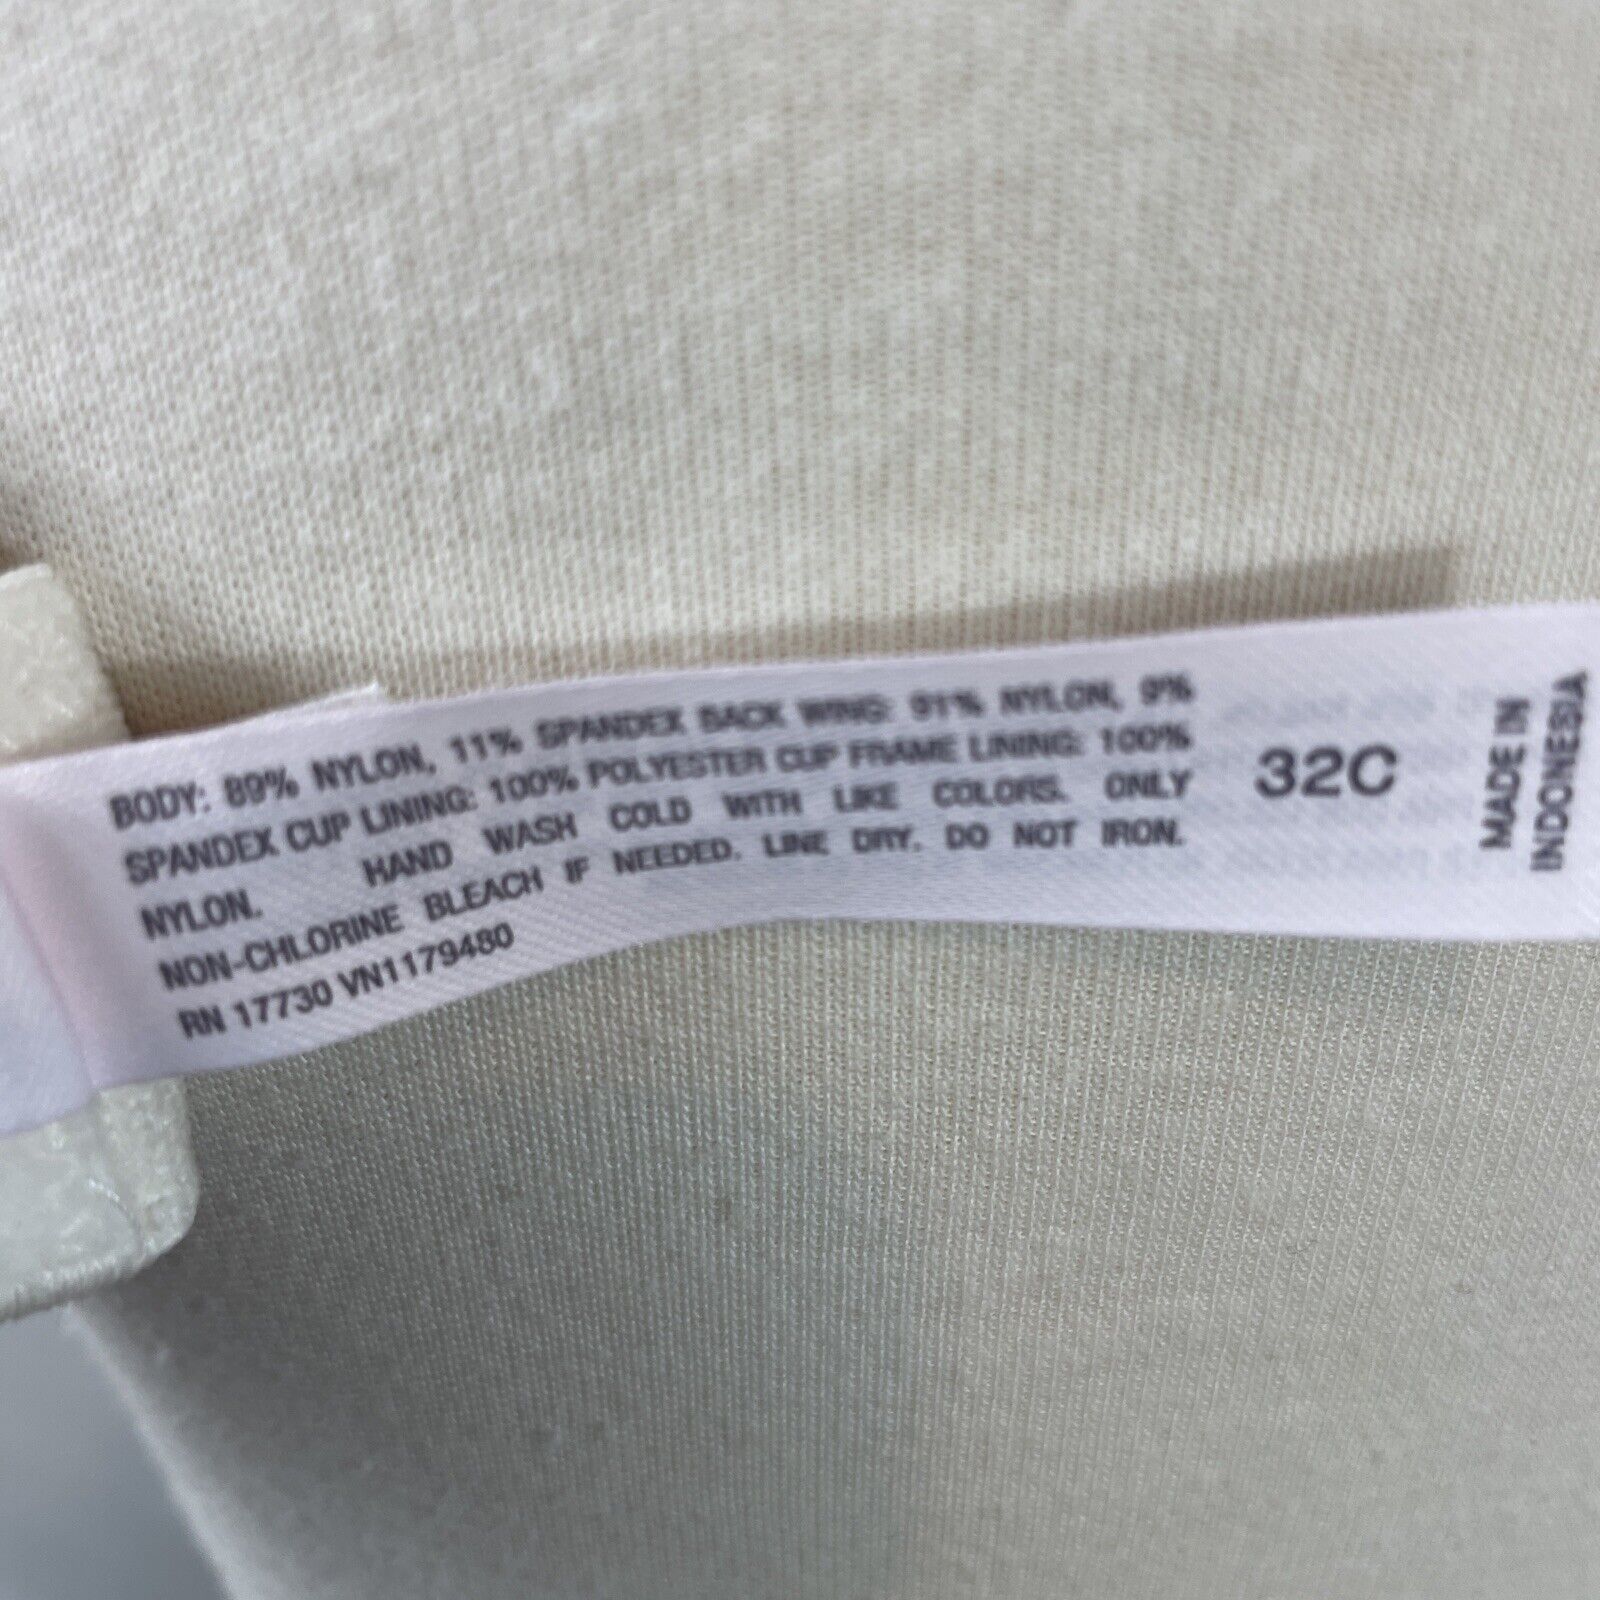 BODY: 89% NYLON, 11% SPANDEX BACK WING: 91% NYLON, 9%
SPANDEX CUP LINING: 100% POLYESTER CUP FRAME LINING: 100%
NYLON. HAND WASH COLD WITH LIKE COLORS. ONLY
NON-CHLORINE BLEACH IF NEEDED. LINE DRY. DO NOT IRON.
RN 17730 VN1179480
32C
MADE IN
INDONESIA